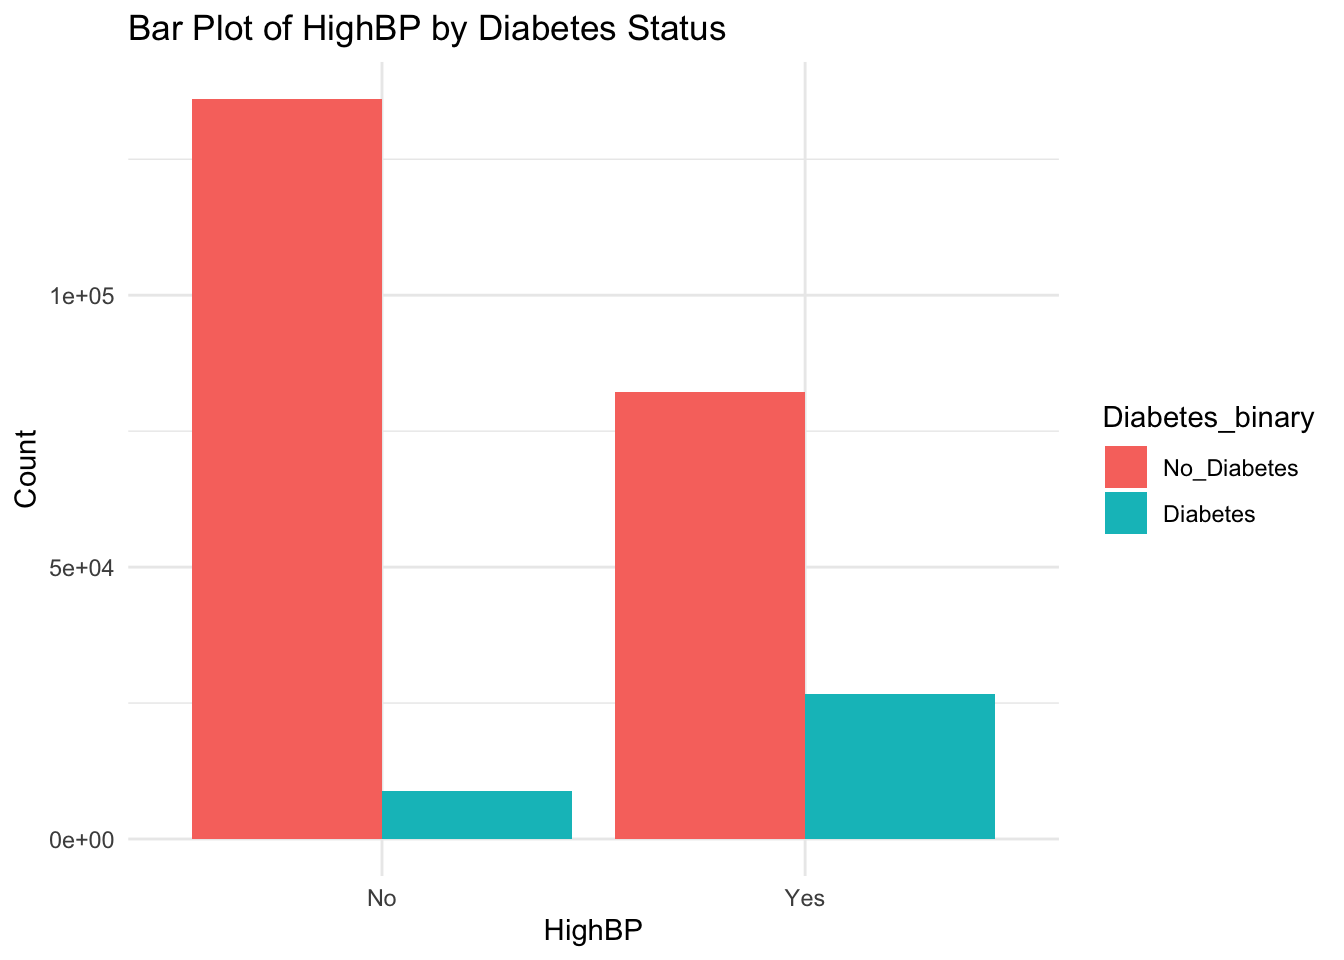 Bar Plot of HighBP by Diabetes Status
Count
1e+05
5e+04
0e+00
No
Yes
HighBP
Diabetes_binary
No_Diabetes
Diabetes